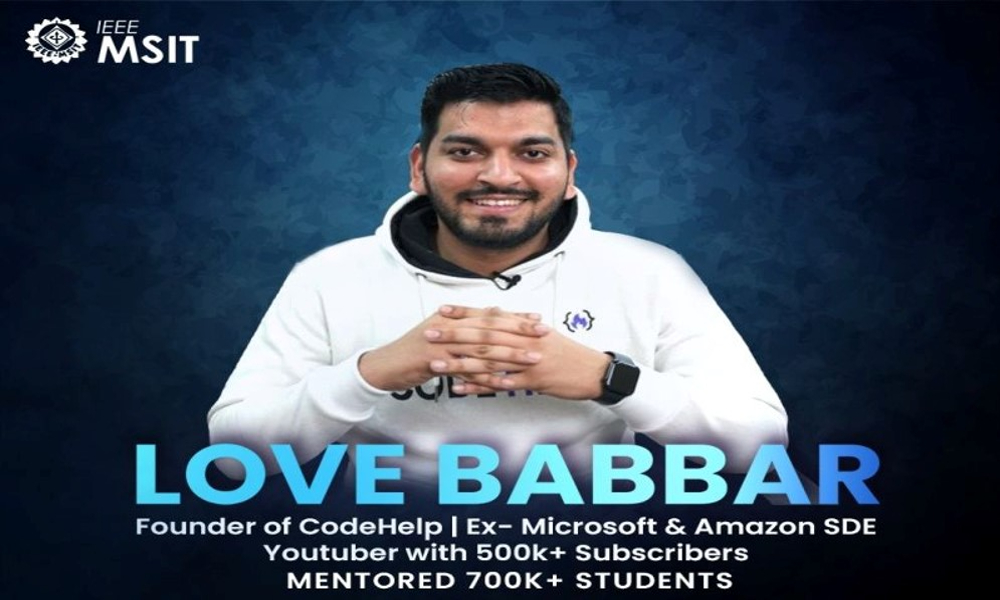 IEEE
MSIT
LOVE BABBAR
Founder of CodeHelp | Ex- Microsoft & Amazon SDE
Youtuber with 500k+ Subscribers
MENTORED 700K+ STUDENTS